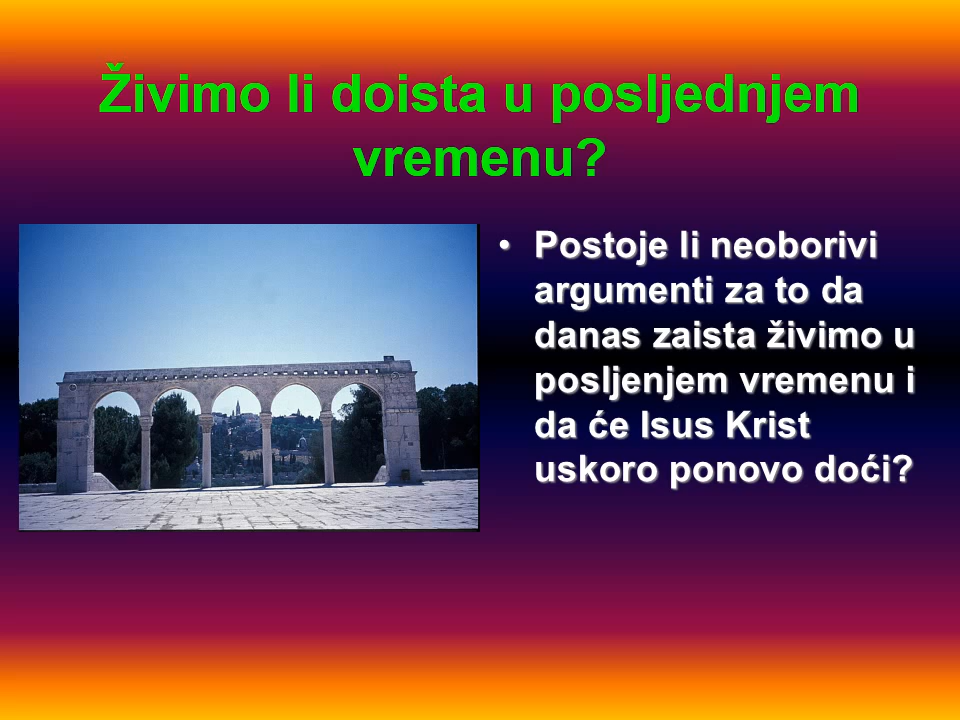 Živimo li doista u posljednjem
vremenu?
• Postoje li neoborivi
argumenti za to da
danas zaista živimo u
posljenjem vremenu i
da će Isus Krist
uskoro ponovo doći?